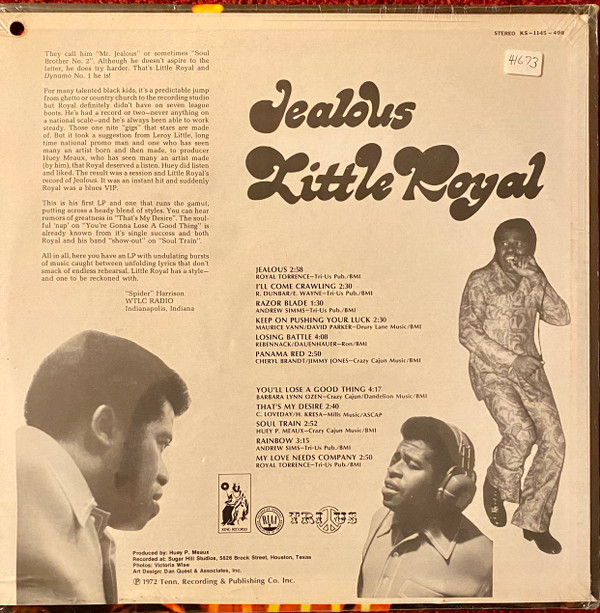 STEREO KS-1145-498
41673
They call him "Mr. Jealous" or sometimes "Soul
Brother No. 2". Although he doesn't aspire to the
latter, he does try harder. That's Little Royal and
Dynamo No. 1 he is!
For many talented black kids, it's a predictable jump
from ghetto or country church to the recording studio
but Royal definitely didn't have on seven league
boots. He's had a record or two—never anything on
a national scale—and he's always been able to work
steady. Those one nite "gigs" that stars are made
of. But it took a suggestion from Leroy Little, long
time national promo man and one who has seen
many an artist born and then made, to producer
Huey Meaux, who has seen many an artist made
(by him), that Royal deserved a listen. Huey did listen
and liked. The result was a session and Little Royal's
record of Jealous. It was an instant hit and suddenly
Royal was a blues VIP.
This is his first LP and one that runs the gamut,
putting across a heady blend of styles. You can hear
rumors of greatness in "That's My Desire". The soul-
ful 'nap' on "You're Gonna Lose A Good Thing" is
already known from it's single success and both
Royal and his band "show-out" on "Soul Train".
All in all, here you have an LP with undulating bursts
of music caught between unfolding lyrics that don't
smack of endless rehearsal. Little Royal has a style—
and one to be reckoned with.
"Spider" Harrison
WTLC RADIO
Indianapolis, Indiana
Jealous
Little Royal
JEALOUS 2:58
ROYAL TORRENCE—Tri-Us Pub./BMI
I'LL COME CRAWLING 2:30
R. DUNBAR/E. WAYNE—Tri-Us Pub./BMI
RAZOR BLADE 1:30
ANDREW SIMS—Tri-Us Pub./BMI
KEEP ON PUSHING YOUR LUCK 2:30
MAURICE VANN/DAVID PARKER—Drury Lane Music/BMI
LOSING BATTLE 4:08
REBENNACK/DAUENHAUER—Ron/BMI
PANAMA RED 2:50
CHERYL BRANDT/JIMMY JONES—Crazy Cajun Music/BMI
YOU'LL LOSE A GOOD THING 4:17
BARBARA LYNN OZEN—Crazy Cajun/Dandelion Music/BMI
THAT'S MY DESIRE 2:40
C. LOVEDAY/H. KRESA—Mills Music/ASCAP
SOUL TRAIN 2:52
HUEY P. MEAUX—Crazy Cajun Music/BMI
RAINBOW 3:15
ANDREW SIMS—Tri-Us Pub./BMI
MY LOVE NEEDS COMPANY 2:50
ROYAL TORRENCE—Tri-Us Pub./BMI
KING RECORDS
TRI US
Produced by: Huey P. Meaux
Recorded at: Sugar Hill Studios, 5626 Brock Street, Houston, Texas
Photos: Victoria Wise
Art Design: Dan Quest & Associates, Inc.
Ⓟ 1972 Tenn. Recording & Publishing Co. Inc.